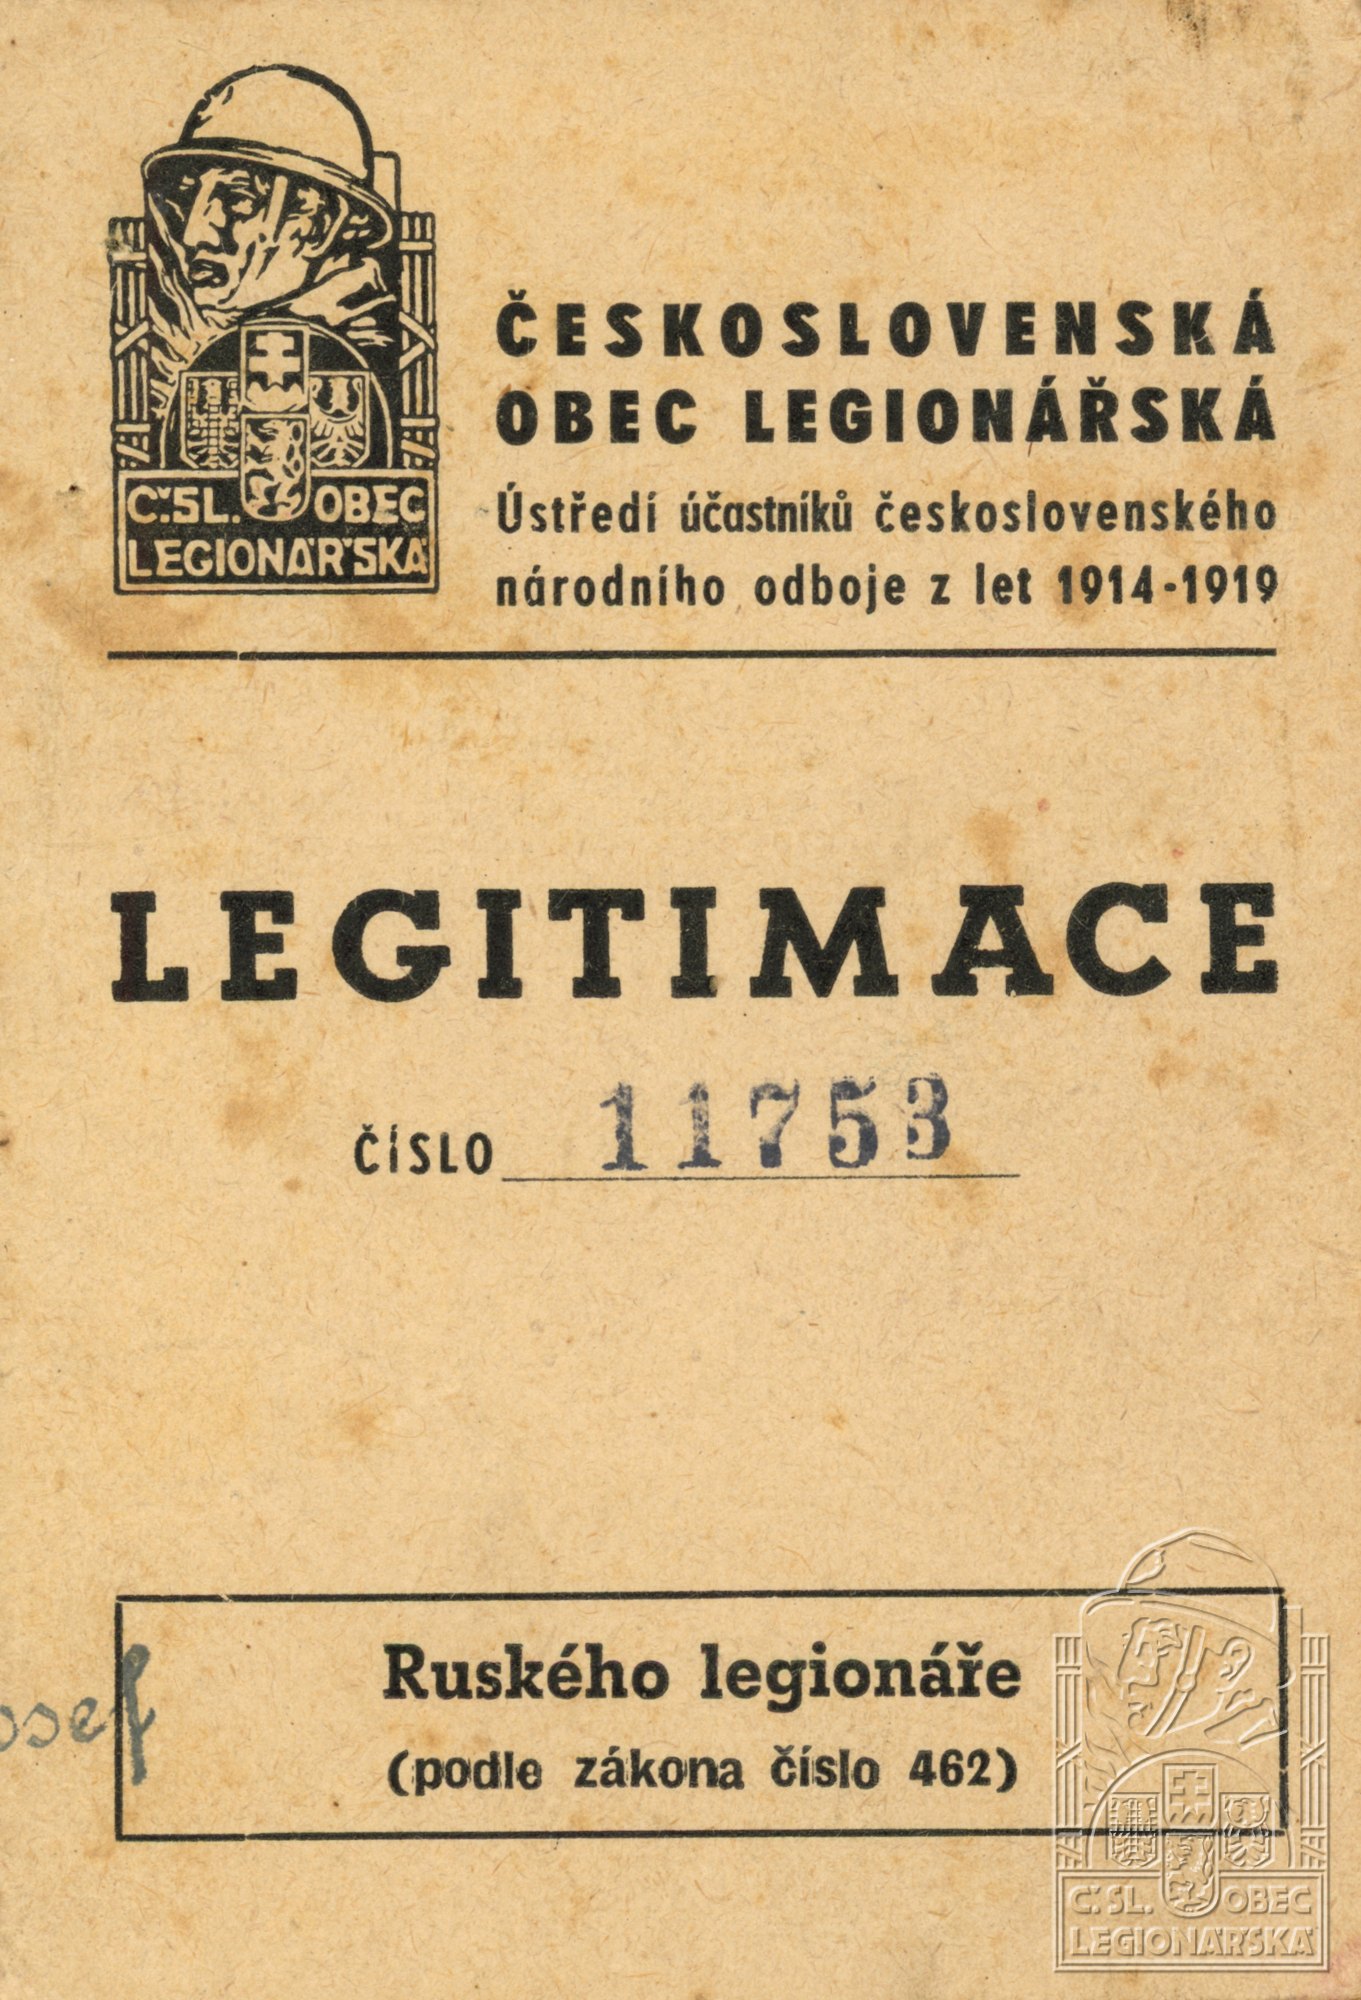 Č.SL. OBEC
LEGIONÁŘSKÁ
ČESKOSLOVENSKÁ
OBEC LEGIONÁŘSKÁ
Ústředí účastníků československého
národního odboje z let 1914-1919
LEGITIMACE
ČÍSLO 11753
Ruského legionáře
(podle zákona číslo 462)
osef
Č.SL. OBEC
LEGIONÁŘSKÁ